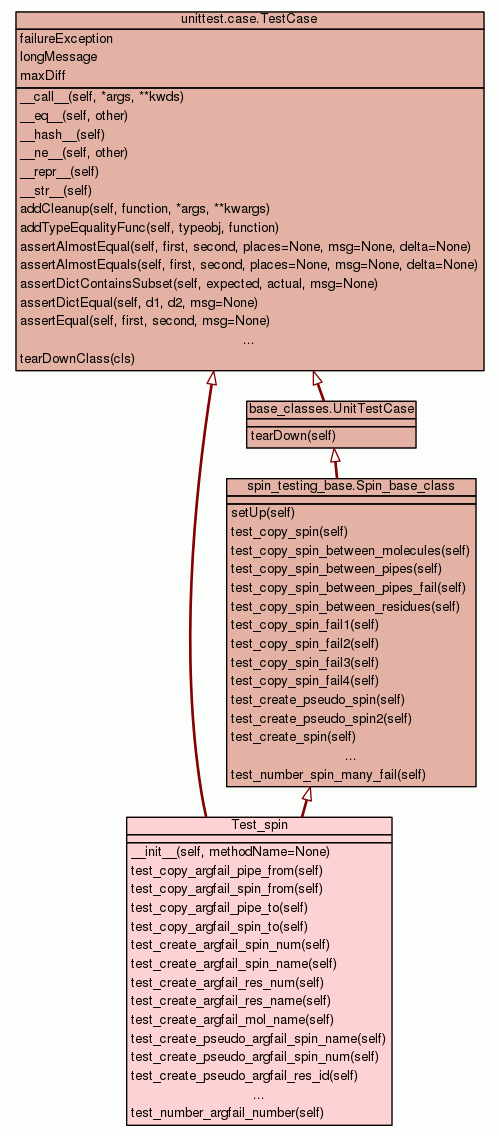 unittest.case.TestCase
failureException
longMessage
maxDiff
__call__(self, *args, **kwds)
__eq__(self, other)
__hash__(self)
__ne__(self, other)
__repr__(self)
__str__(self)
addCleanup(self, function, *args, **kwargs)
addTypeEqualityFunc(self, typeobj, function)
assertAlmostEqual(self, first, second, places=None, msg=None, delta=None)
assertAlmostEquals(self, first, second, places=None, msg=None, delta=None)
assertDictContainsSubset(self, expected, actual, msg=None)
assertDictEqual(self, d1, d2, msg=None)
assertEqual(self, first, second, msg=None)
...
tearDownClass(cls)
base_classes.UnitTestCase
tearDown(self)
spin_testing_base.Spin_base_class
setUp(self)
test_copy_spin(self)
test_copy_spin_between_molecules(self)
test_copy_spin_between_pipes(self)
test_copy_spin_between_pipes_fail(self)
test_copy_spin_between_residues(self)
test_copy_spin_fail1(self)
test_copy_spin_fail2(self)
test_copy_spin_fail3(self)
test_copy_spin_fail4(self)
test_create_pseudo_spin(self)
test_create_pseudo_spin2(self)
test_create_spin(self)
...
test_number_spin_many_fail(self)
Test_spin
__init__(self, methodName=None)
test_copy_argfail_pipe_from(self)
test_copy_argfail_spin_from(self)
test_copy_argfail_pipe_to(self)
test_copy_argfail_spin_to(self)
test_create_argfail_spin_num(self)
test_create_argfail_spin_name(self)
test_create_argfail_res_num(self)
test_create_argfail_res_name(self)
test_create_argfail_mol_name(self)
test_create_pseudo_argfail_spin_name(self)
test_create_pseudo_argfail_spin_num(self)
test_create_pseudo_argfail_res_id(self)
...
test_number_argfail_number(self)